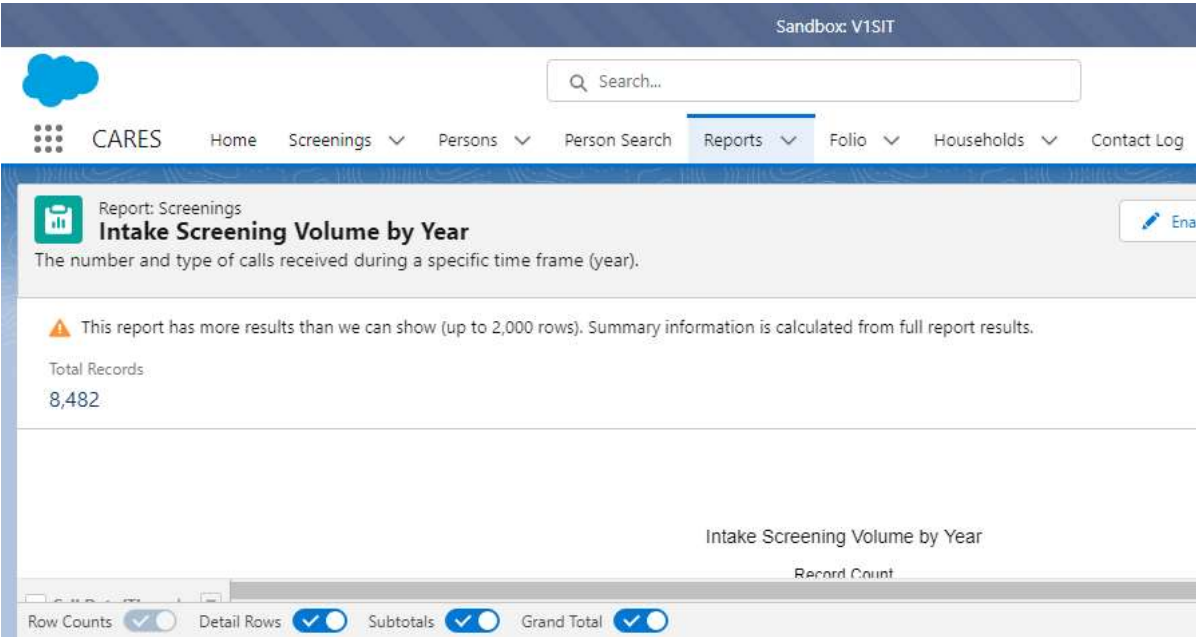 Sandbox: V1SIT
Search...
CARES Home Screenings Persons Person Search Reports Folio Households Contact Log
Report: Screenings
Intake Screening Volume by Year
Ena
The number and type of calls received during a specific time frame (year).
This report has more results than we can show (up to 2,000 rows). Summary information is calculated from full report results.
Total Records
8,482
Intake Screening Volume by Year
Record Count
Row Counts Detail Rows Subtotals Grand Total